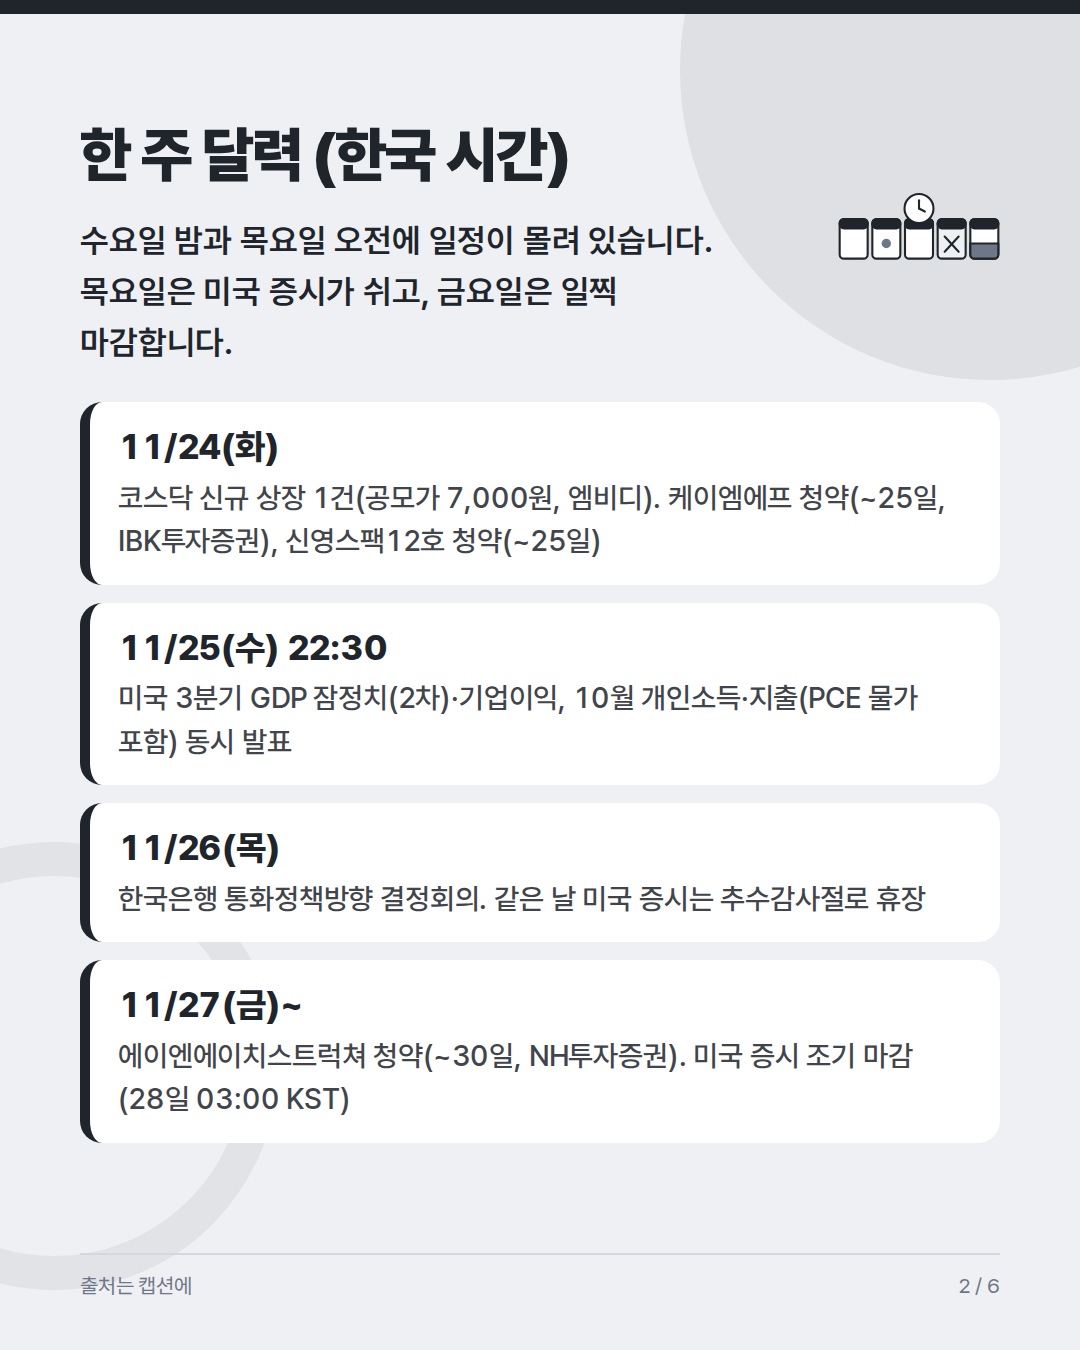 한 주 달력 (한국 시간)
수요일 밤과 목요일 오전에 일정이 몰려 있습니다.
목요일은 미국 증시가 쉬고, 금요일은 일찍
마감합니다.
11/24(화)
코스닥 신규 상장 1건(공모가 7,000원, 엠비디). 케이엠에프 청약(~25일,
IBK투자증권), 신영스팩12호 청약(~25일)
11/25(수) 22:30
미국 3분기 GDP 잠정치(2차)·기업이익, 10월 개인소득·지출(PCE 물가
포함) 동시 발표
11/26(목)
한국은행 통화정책방향 결정회의. 같은 날 미국 증시는 추수감사절로 휴장
11/27(금)~
에이엔에이치스트럭쳐 청약(~30일, NH투자증권). 미국 증시 조기 마감
(28일 03:00 KST)
출처는 캡션에
2 / 6